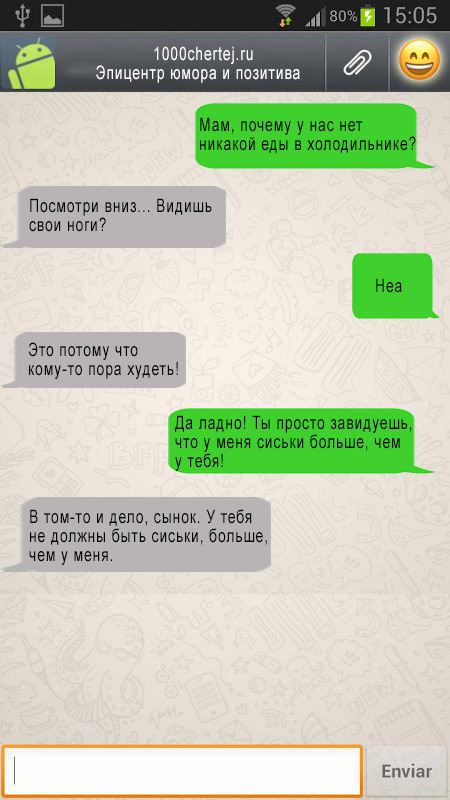 80% 15:05
1000chertej.ru
Эпицентр юмора и позитива
Мам, почему у нас нет
никакой еды в холодильнике?
Посмотри вниз... Видишь
свои ноги?
Неа
Это потому что
кому-то пора худеть!
Да ладно! Ты просто завидуешь,
что у меня сиськи больше, чем
у тебя!
В том-то и дело, сынок. У тебя
не должны быть сиськи, больше,
чем у меня.
Enviar